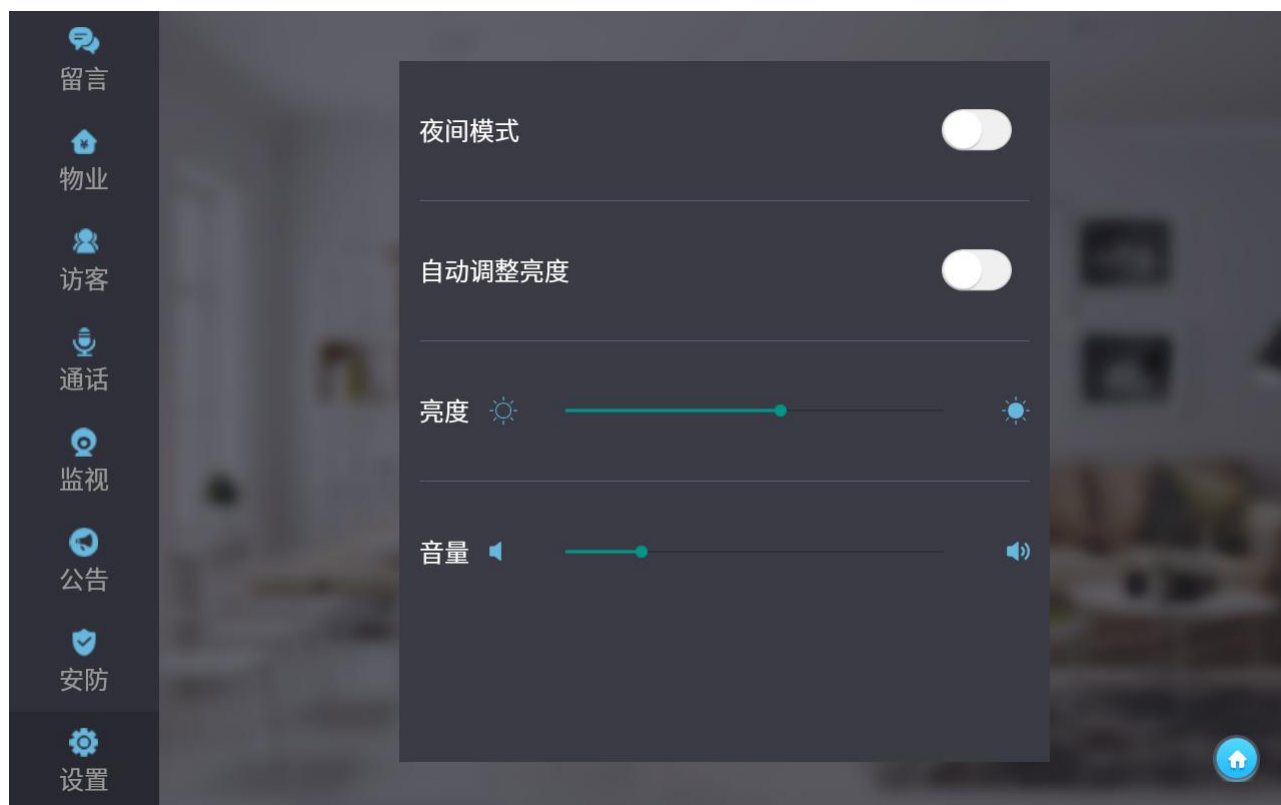 留言
物业
访客
通话
监视
公告
安防
设置
夜间模式
自动调整亮度
亮度
音量